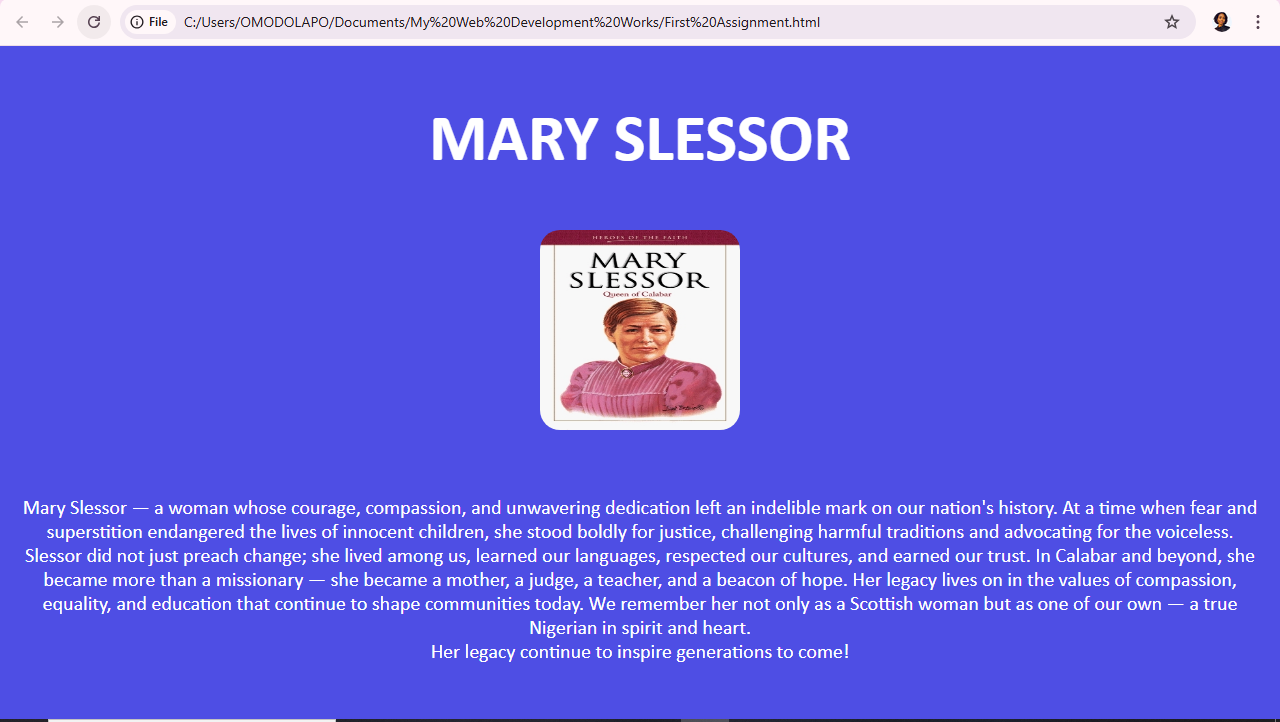 File
C:/Users/OMODOLAPO/Documents/My%20Web%20Development%20Works/First%20Assignment.html
MARY SLESSOR
HEROES OF THE FAITH
MARY
SLESSOR
Queen of Calabar
Mary Slessor — a woman whose courage, compassion, and unwavering dedication left an indelible mark on our nation's history. At a time when fear and
superstition endangered the lives of innocent children, she stood boldly for justice, challenging harmful traditions and advocating for the voiceless.
Slessor did not just preach change; she lived among us, learned our languages, respected our cultures, and earned our trust. In Calabar and beyond, she
became more than a missionary — she became a mother, a judge, a teacher, and a beacon of hope. Her legacy lives on in the values of compassion,
equality, and education that continue to shape communities today. We remember her not only as a Scottish woman but as one of our own — a true
Nigerian in spirit and heart.
Her legacy continue to inspire generations to come!